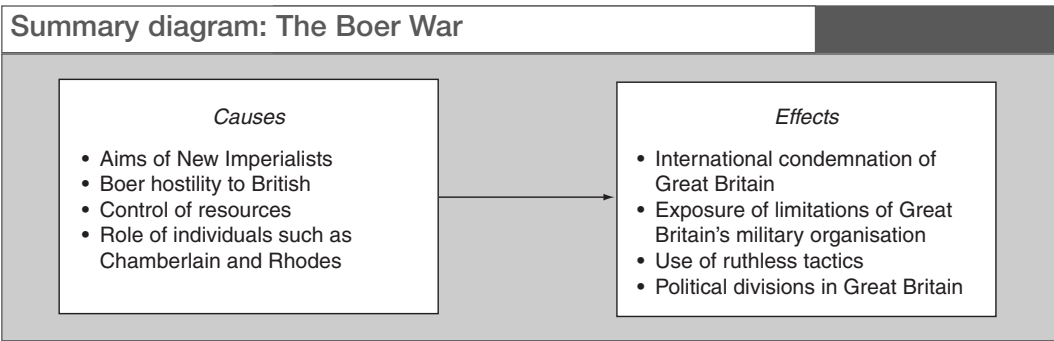 Summary diagram: The Boer War
Causes
• Aims of New Imperialists
• Boer hostility to British
• Control of resources
• Role of individuals such as
Chamberlain and Rhodes
Effects
• International condemnation of
Great Britain
• Exposure of limitations of Great
Britain's military organisation
• Use of ruthless tactics
• Political divisions in Great Britain